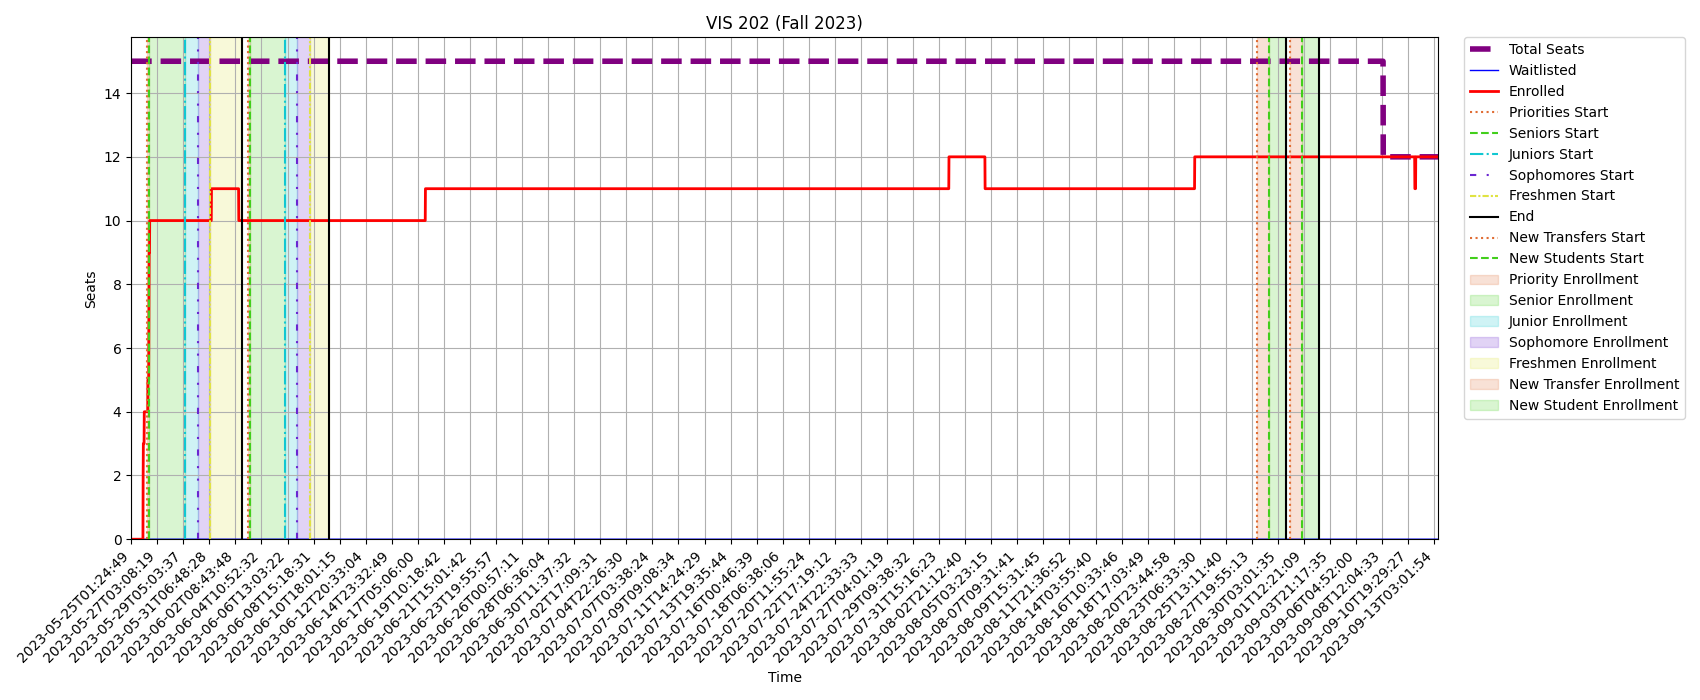 VIS 202 (Fall 2023)
Seats
14
12
10
8
6
4
2
0
2023-05-25T01:24:49
2023-05-27T03:08:19
2023-05-29T05:03:37
2023-05-31T06:48:28
2023-06-02T08:43:48
2023-06-04T10:52:32
2023-06-06T13:03:22
2023-06-08T15:18:31
2023-06-10T18:01:15
2023-06-12T20:33:04
2023-06-14T23:32:49
2023-06-17T05:06:00
2023-06-19T10:18:42
2023-06-21T15:01:42
2023-06-23T19:55:57
2023-06-26T00:57:11
2023-06-28T06:36:04
2023-06-30T11:37:32
2023-07-02T17:09:31
2023-07-04T22:26:30
2023-07-07T03:38:24
2023-07-09T09:08:34
2023-07-11T14:24:29
2023-07-13T19:35:44
2023-07-16T00:46:39
2023-07-18T06:38:06
2023-07-20T11:55:24
2023-07-22T17:19:12
2023-07-24T22:33:33
2023-07-27T04:01:19
2023-07-29T09:38:32
2023-07-31T15:16:23
2023-08-02T21:12:40
2023-08-05T03:23:15
2023-08-07T09:31:41
2023-08-09T15:31:45
2023-08-11T21:36:52
2023-08-14T03:55:40
2023-08-16T10:33:46
2023-08-18T17:03:49
2023-08-20T23:44:58
2023-08-23T06:33:30
2023-08-25T13:11:40
2023-08-27T19:55:13
2023-08-30T03:01:35
2023-09-01T12:21:09
2023-09-03T21:17:35
2023-09-06T04:52:00
2023-09-08T12:04:33
2023-09-10T19:29:27
2023-09-13T03:01:54
Time
Total Seats
Waitlisted
Enrolled
Priorities Start
Seniors Start
Juniors Start
Sophomores Start
Freshmen Start
End
New Transfers Start
New Students Start
Priority Enrollment
Senior Enrollment
Junior Enrollment
Sophomore Enrollment
Freshmen Enrollment
New Transfer Enrollment
New Student Enrollment